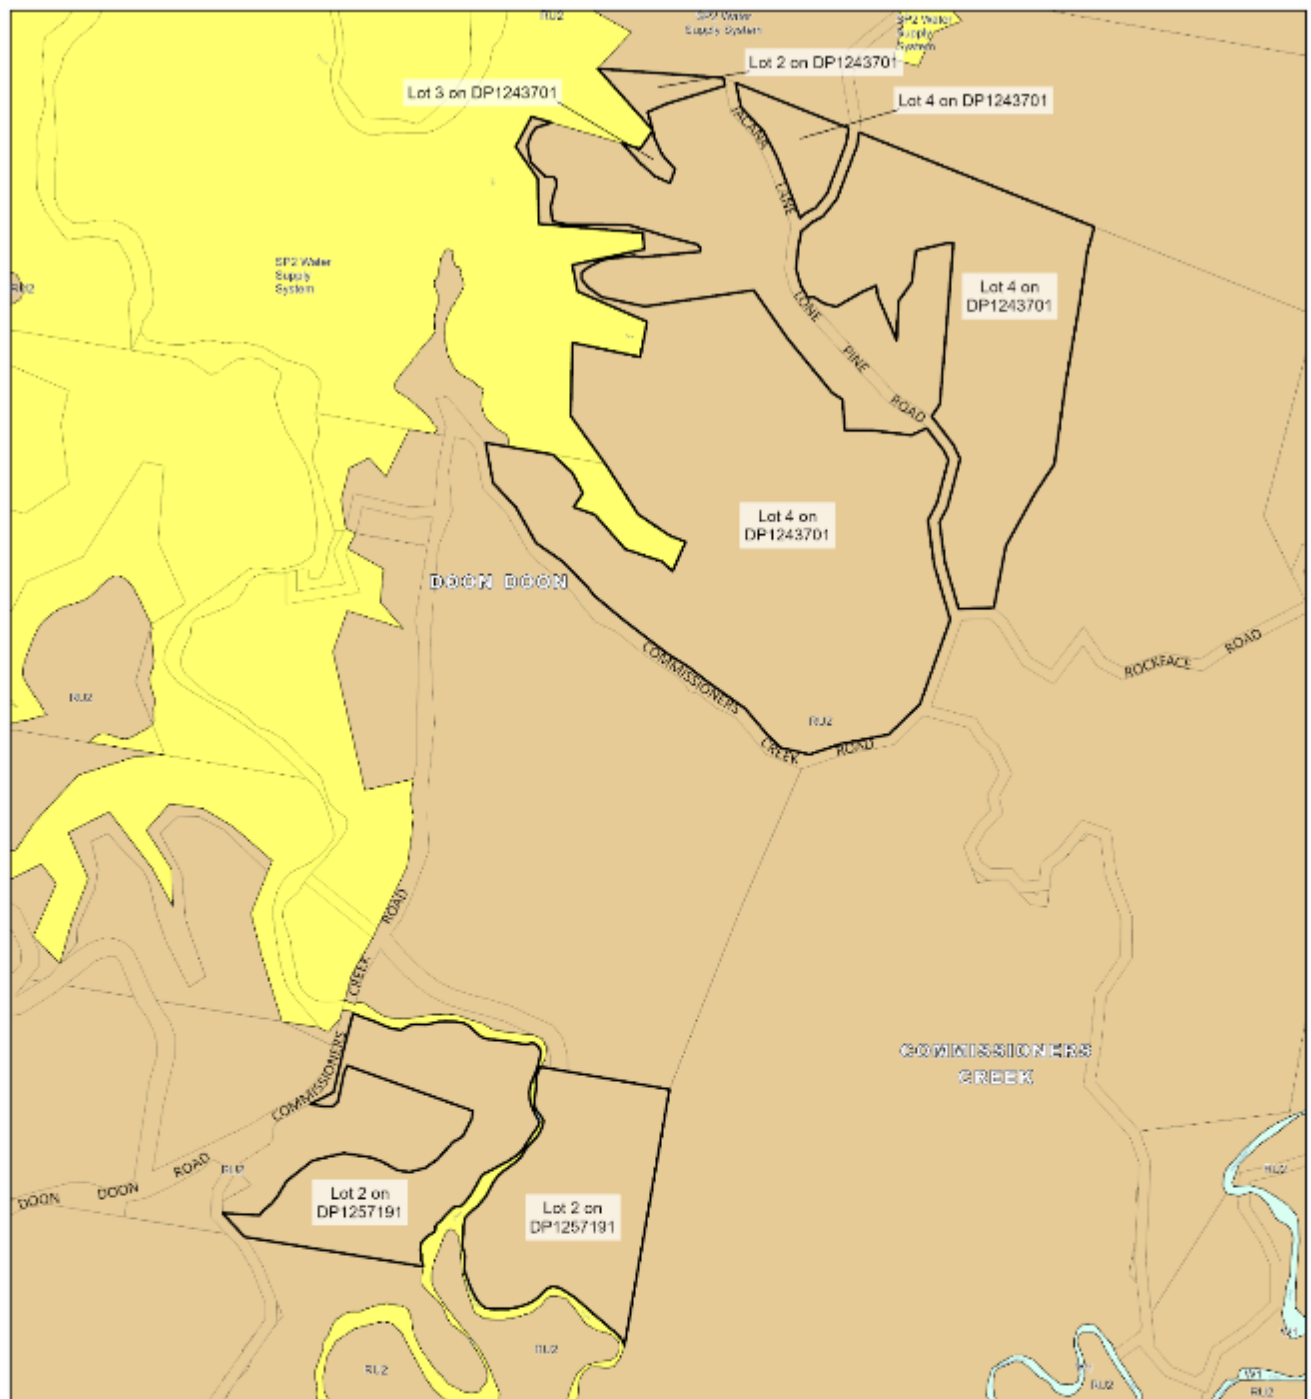 RU2
SP2 Water
Supply System
SP2 Water
Supply
System
Lot 2 on DP1243701
Lot 3 on DP1243701
Lot 4 on DP1243701
JACANA
LANE
SP2 Water
Supply
System
RU2
Lot 4 on
DP1243701
LONE
PINE
ROAD
Lot 4 on
DP1243701
DOON DOON
COMMISSIONERS
CREEK
ROAD
ROCKFACE
ROAD
RU2
RU2
ROAD
CREEK
COMMISSIONERS
COMMISSIONERS
CREEK
DOON
DOON
ROAD
RU2
RU2
Lot 2 on
DP1257191
Lot 2 on
DP1257191
W1
RU2
RU2
RU2
W1
RU2